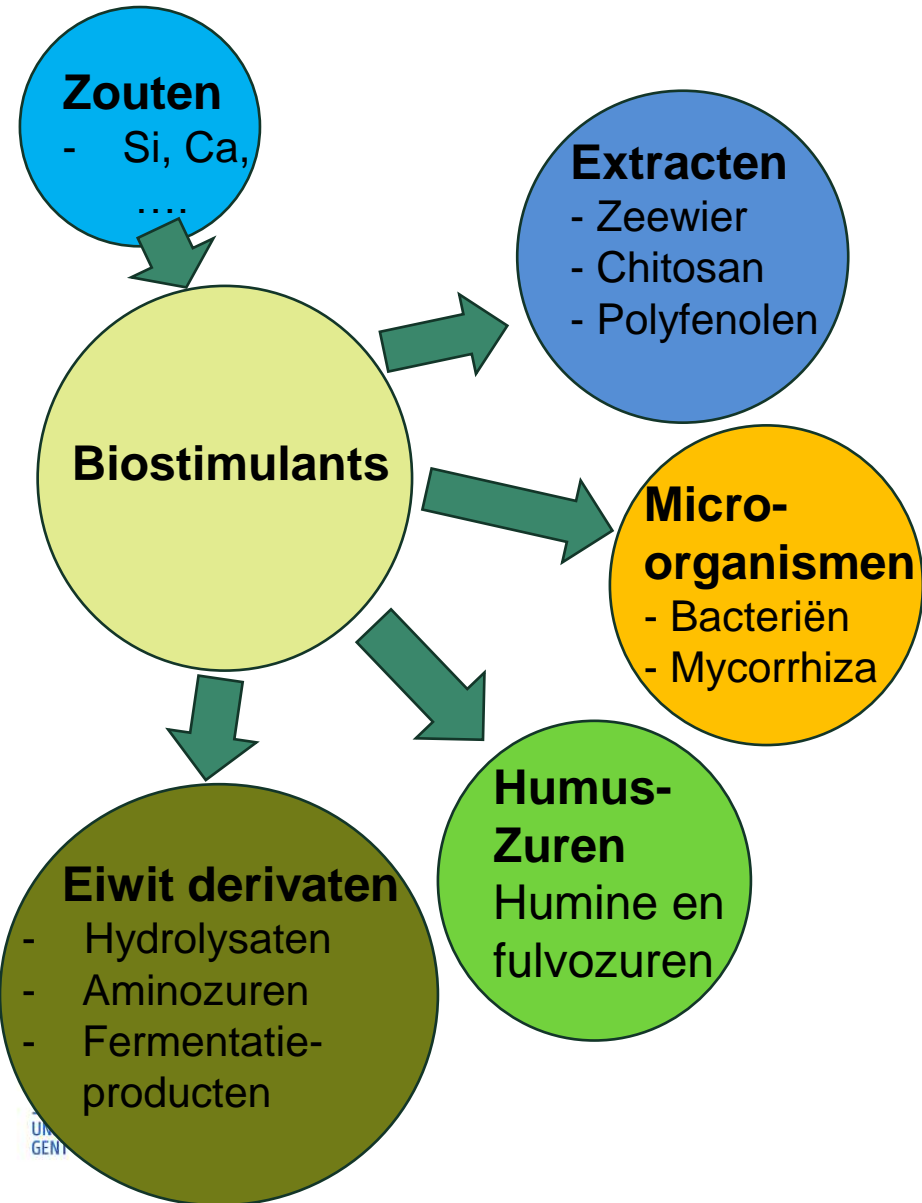 Zouten
- Si, Ca,
....
Extracten
- Zeewier
- Chitosan
- Polyfenolen
Biostimulants
Micro-
organismen
- Bacteriën
- Mycorrhiza
Humus-
Zuren
Humine en
fulvozuren
Eiwit derivaten
- Hydrolysaten
- Aminozuren
- Fermentatie-
producten
GENT